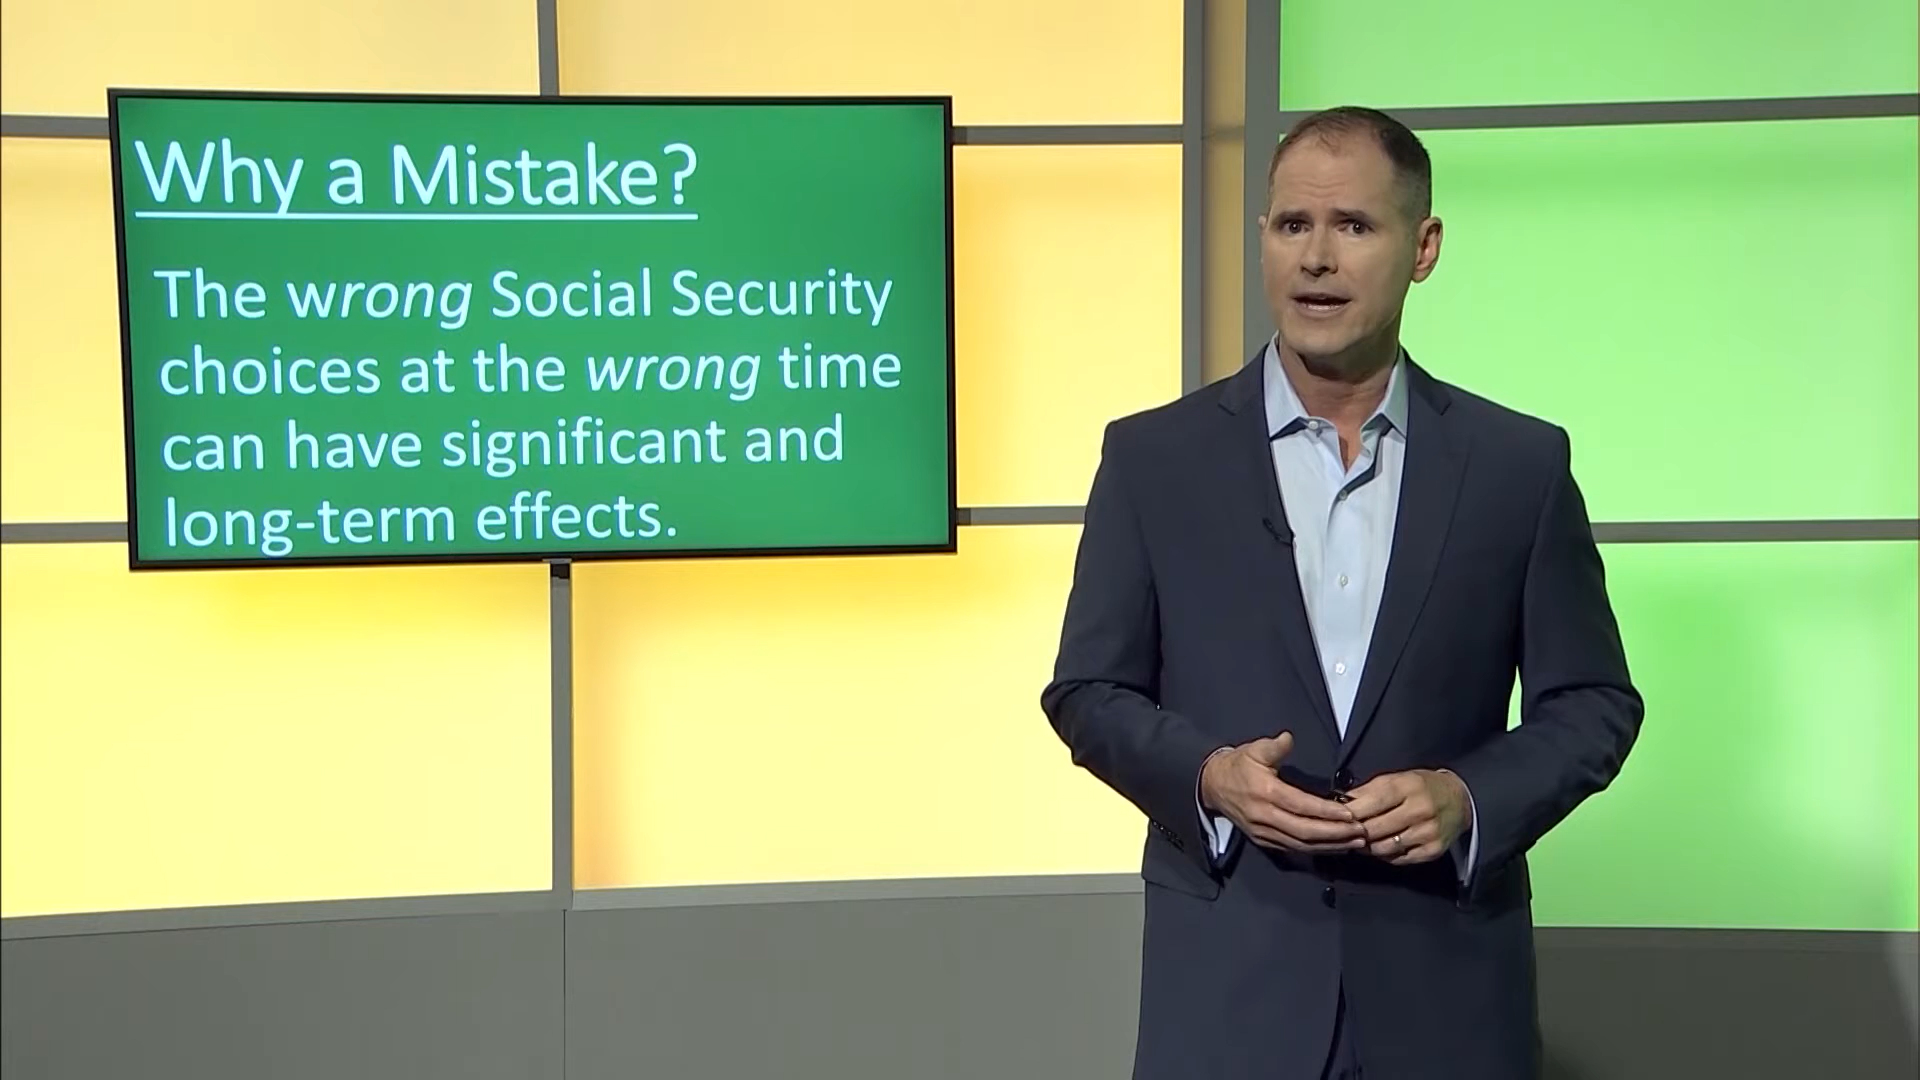 Why a Mistake?
The wrong Social Security
choices at the wrong time
can have significant and
long-term effects.